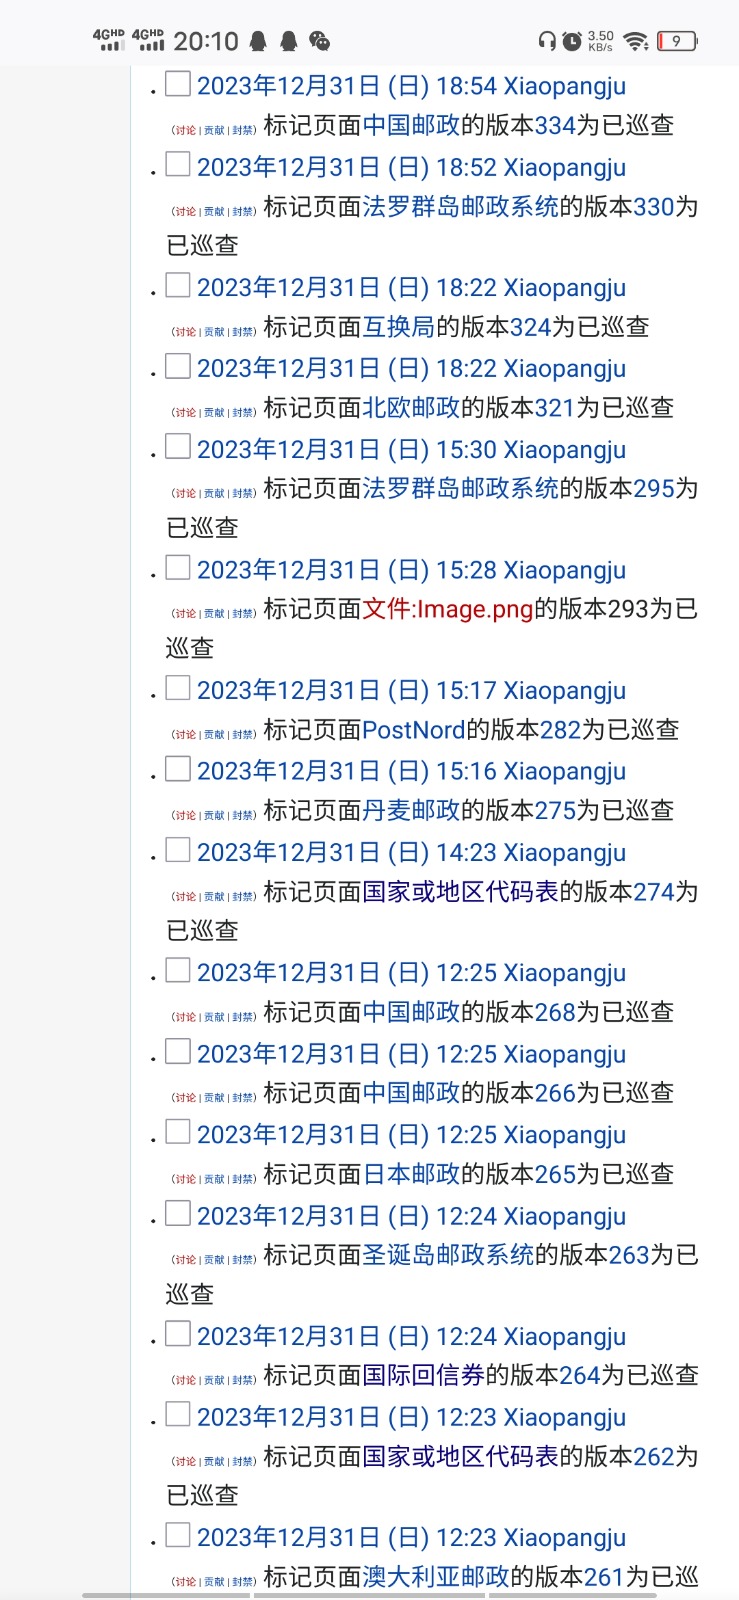 4GHD 4GHD 20:10 3.50 KB/s 9
2023年12月31日 (日) 18:54 Xiaopangju
(讨论 | 贡献 | 封禁) 标记页面中国邮政的版本334为已巡查
2023年12月31日 (日) 18:52 Xiaopangju
(讨论 | 贡献 | 封禁) 标记页面法罗群岛邮政系统的版本330为
已巡查
2023年12月31日 (日) 18:22 Xiaopangju
(讨论 | 贡献 | 封禁) 标记页面互换局的版本324为已巡查
2023年12月31日 (日) 18:22 Xiaopangju
(讨论 | 贡献 | 封禁) 标记页面北欧邮政的版本321为已巡查
2023年12月31日 (日) 15:30 Xiaopangju
(讨论 | 贡献 | 封禁) 标记页面法罗群岛邮政系统的版本295为
已巡查
2023年12月31日 (日) 15:28 Xiaopangju
(讨论 | 贡献 | 封禁) 标记页面文件:Image.png的版本293为已
巡查
2023年12月31日 (日) 15:17 Xiaopangju
(讨论 | 贡献 | 封禁) 标记页面PostNord的版本282为已巡查
2023年12月31日 (日) 15:16 Xiaopangju
(讨论 | 贡献 | 封禁) 标记页面丹麦邮政的版本275为已巡查
2023年12月31日 (日) 14:23 Xiaopangju
(讨论 | 贡献 | 封禁) 标记页面国家或地区代码表的版本274为
已巡查
2023年12月31日 (日) 12:25 Xiaopangju
(讨论 | 贡献 | 封禁) 标记页面中国邮政的版本268为已巡查
2023年12月31日 (日) 12:25 Xiaopangju
(讨论 | 贡献 | 封禁) 标记页面中国邮政的版本266为已巡查
2023年12月31日 (日) 12:25 Xiaopangju
(讨论 | 贡献 | 封禁) 标记页面日本邮政的版本265为已巡查
2023年12月31日 (日) 12:24 Xiaopangju
(讨论 | 贡献 | 封禁) 标记页面圣诞岛邮政系统的版本263为已
巡查
2023年12月31日 (日) 12:24 Xiaopangju
(讨论 | 贡献 | 封禁) 标记页面国际回信券的版本264为已巡查
2023年12月31日 (日) 12:23 Xiaopangju
(讨论 | 贡献 | 封禁) 标记页面国家或地区代码表的版本262为
已巡查
2023年12月31日 (日) 12:23 Xiaopangju
(讨论 | 贡献 | 封禁) 标记页面澳大利亚邮政的版本261为已巡